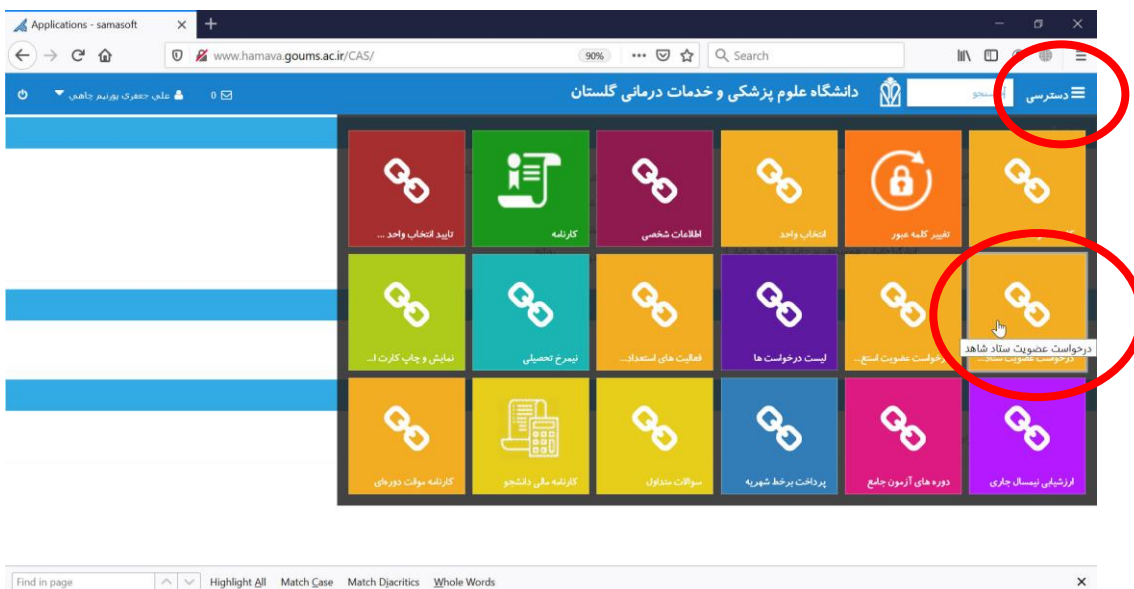 Applications - samasoft
www.hamava.goums.ac.ir/CAS/
90%
Search
دسترسی
دانشگاه علوم پزشکی و خدمات درمانی گلستان
0
علی جعفری پورنیم چاهی
تغییر کلمه عبور
انتخاب واحد
اطلاعات شخصی
کارنامه
تایید انتخاب واحد ...
درخواست عضویت ستاد شاهد
درخواست عضویت ستاد...
درخواست عضویت استع...
لیست درخواست ها
فعالیت های استعداد...
نیمرخ تحصیلی
نمایش و چاپ کارت ا...
ارزشیابی نیمسال جاری
دوره های آزمون جامع
پرداخت برخط شهریه
سوالات متداول
کارنامه مالی دانشجو
کارنامه موقت دوره‌ای
Find in page
Highlight All Match Case Match Diacritics Whole Words